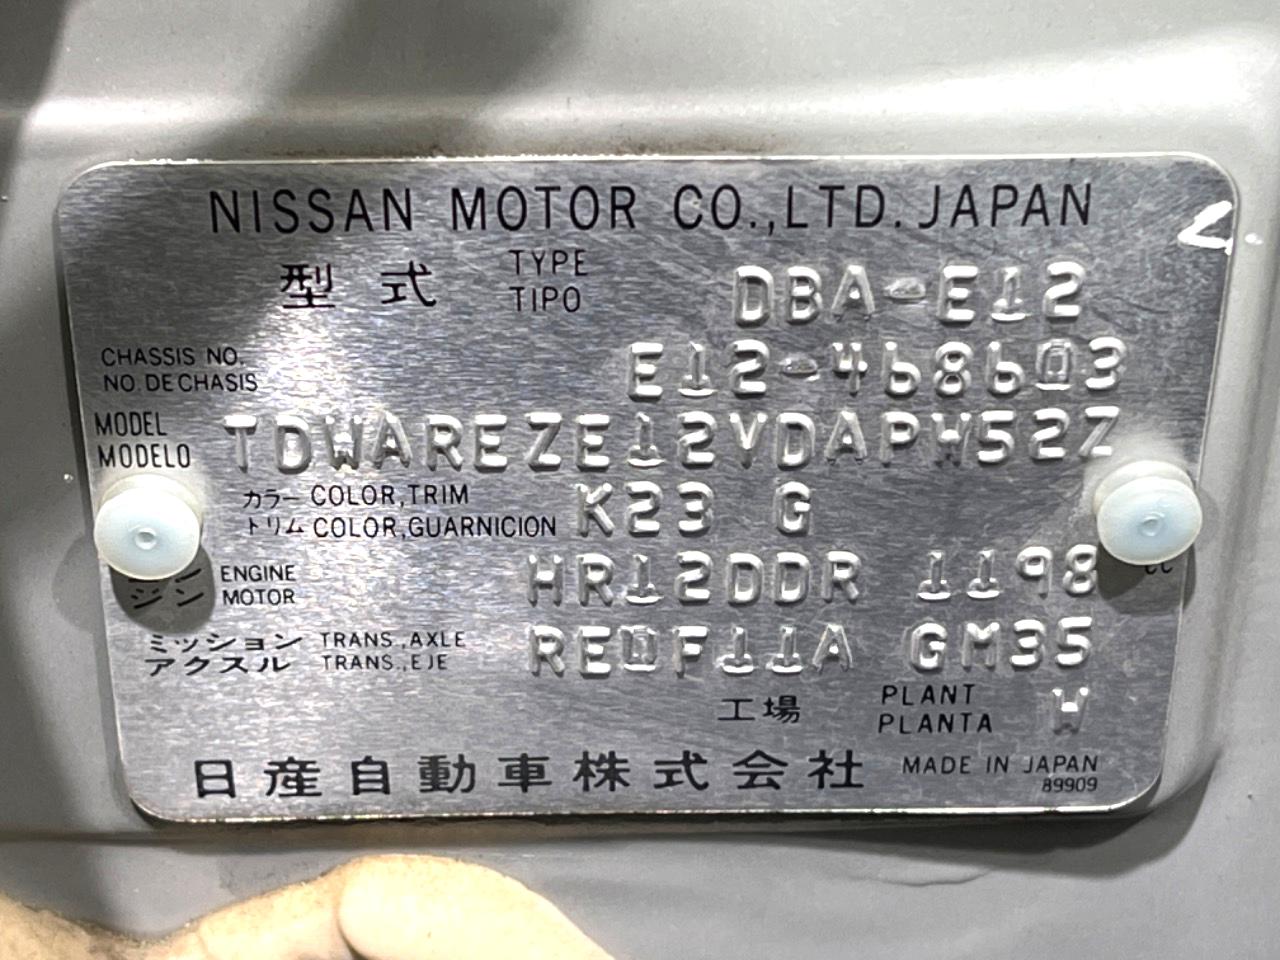 NISSAN MOTOR CO.,LTD.JAPAN
型式 TYPE DBA-E12
TIPO
CHASSIS NO. E12-468603
NO.DE CHASIS
MODEL TDWAREZE12VDAPW52Z
MODELO
カラー COLOR,TRIM K23 G
トリム COLOR,GUARNICION
ENGINE HR12DDR 1198 cc
ジン MOTOR
ミッション TRANS.,AXLE RE0F11A GM35
アクスル TRANS.,EJE
工場 PLANT W
PLANTA
日産自動車株式会社 MADE IN JAPAN
89909